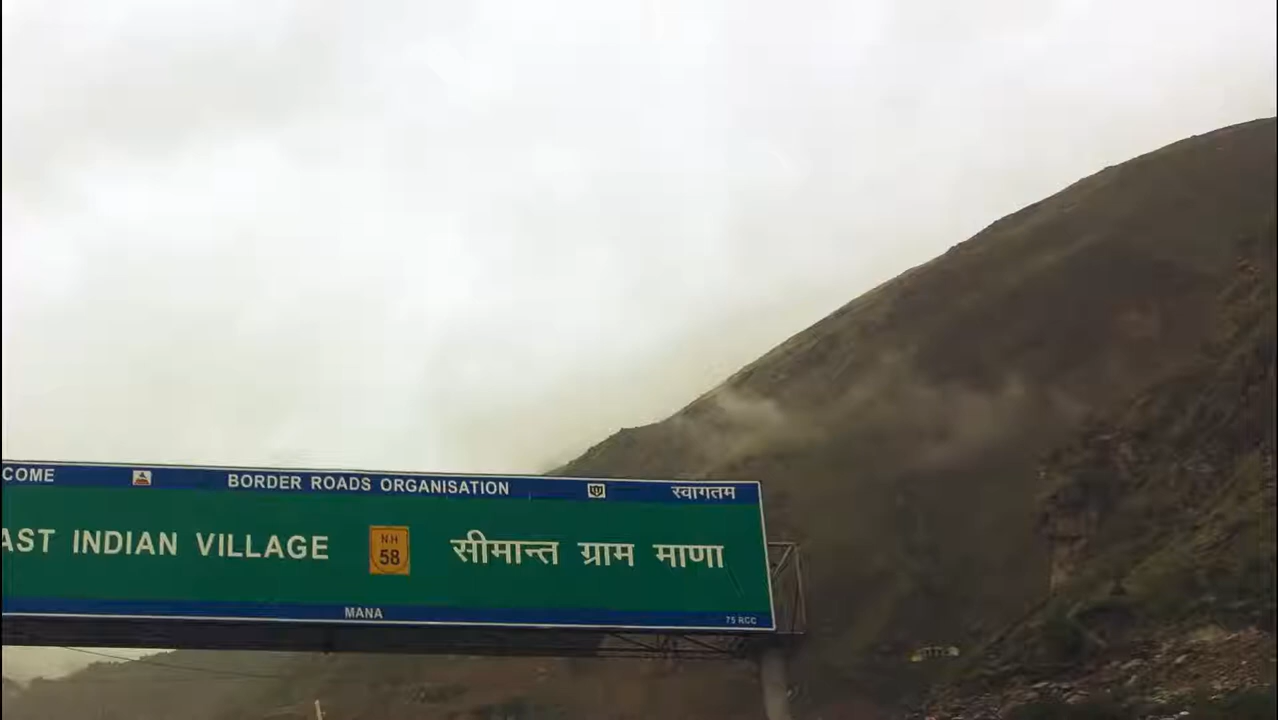 COME BORDER ROADS ORGANISATION स्वागतम
AST INDIAN VILLAGE NH 58 सीमान्त ग्राम माणा
MANA 75 RCC